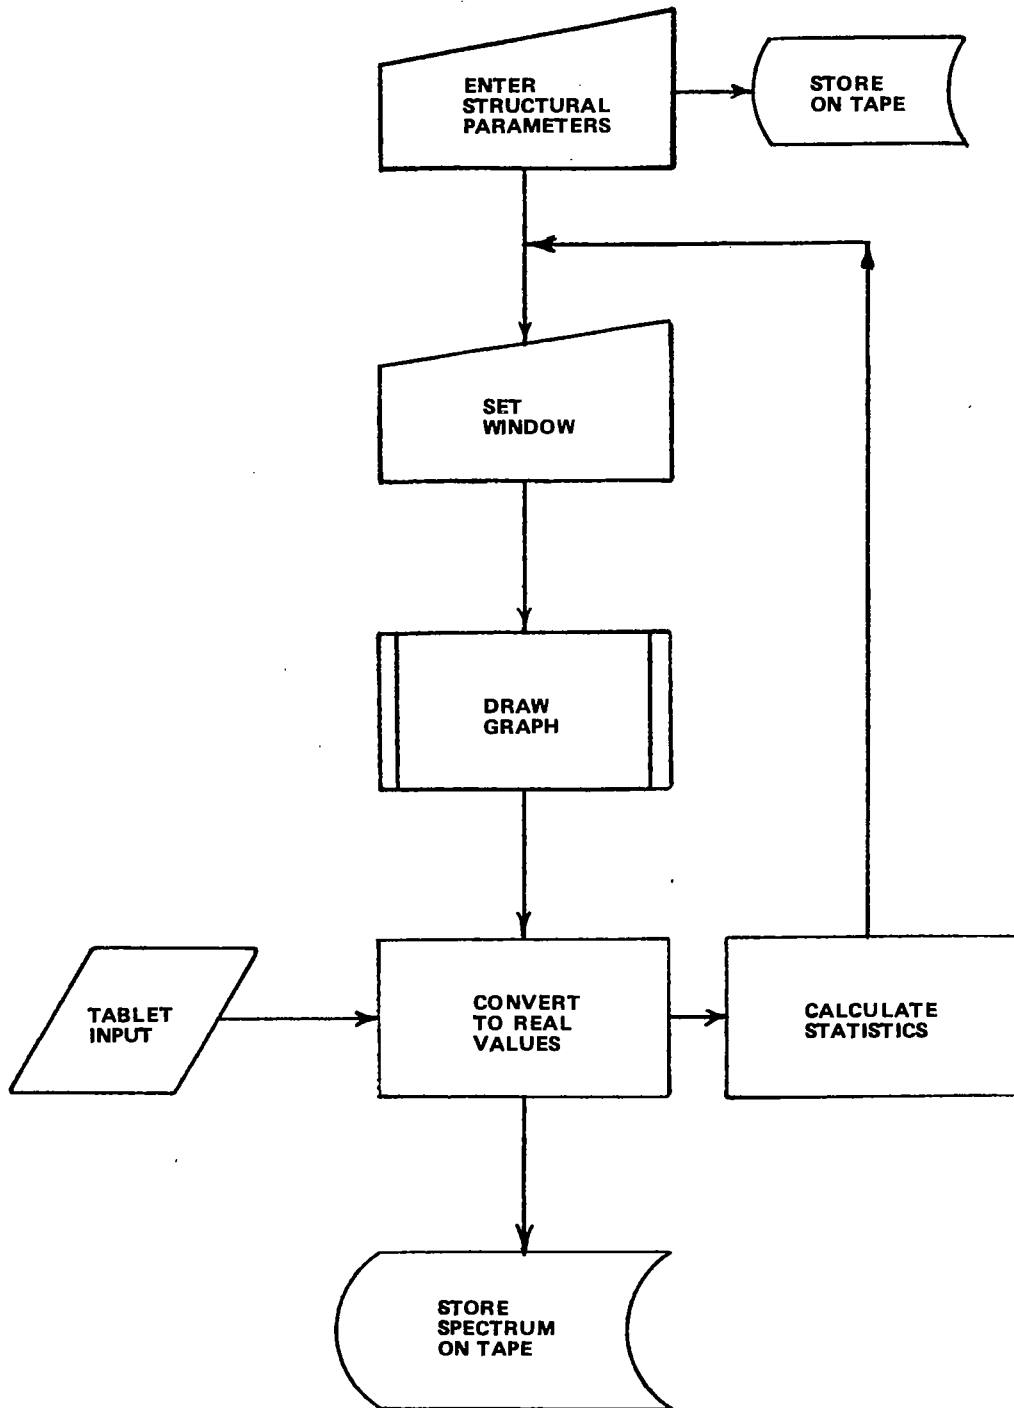 ENTER
STRUCTURAL
PARAMETERS
STORE
ON TAPE
SET
WINDOW
DRAW
GRAPH
TABLET
INPUT
CONVERT
TO REAL
VALUES
CALCULATE
STATISTICS
STORE
SPECTRUM
ON TAPE